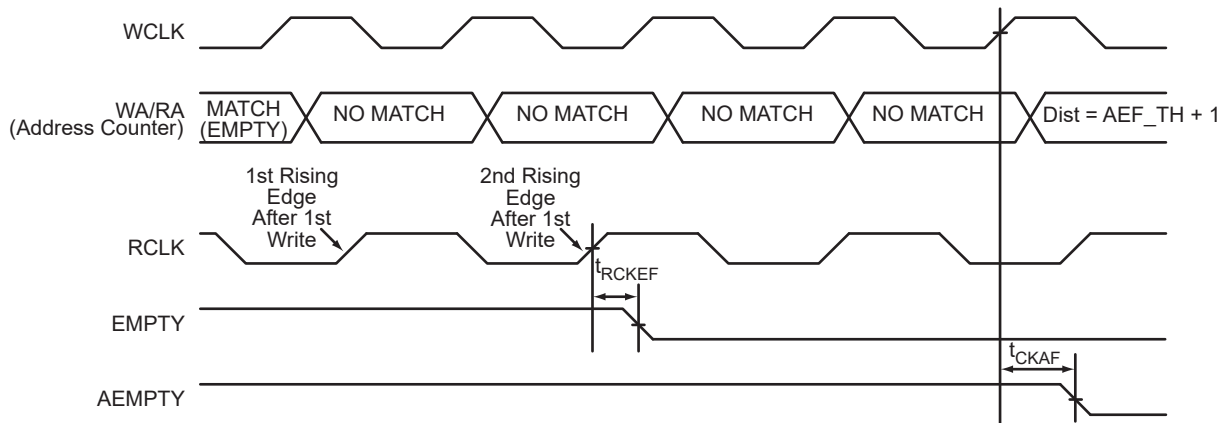 WCLK
WA/RA
(Address Counter)
MATCH
(EMPTY)
NO MATCH
NO MATCH
NO MATCH
NO MATCH
Dist = AEF_TH + 1
1st Rising
Edge
After 1st
Write
2nd Rising
Edge
After 1st
Write
RCLK
tRCKEF
EMPTY
tCKAF
AEMPTY